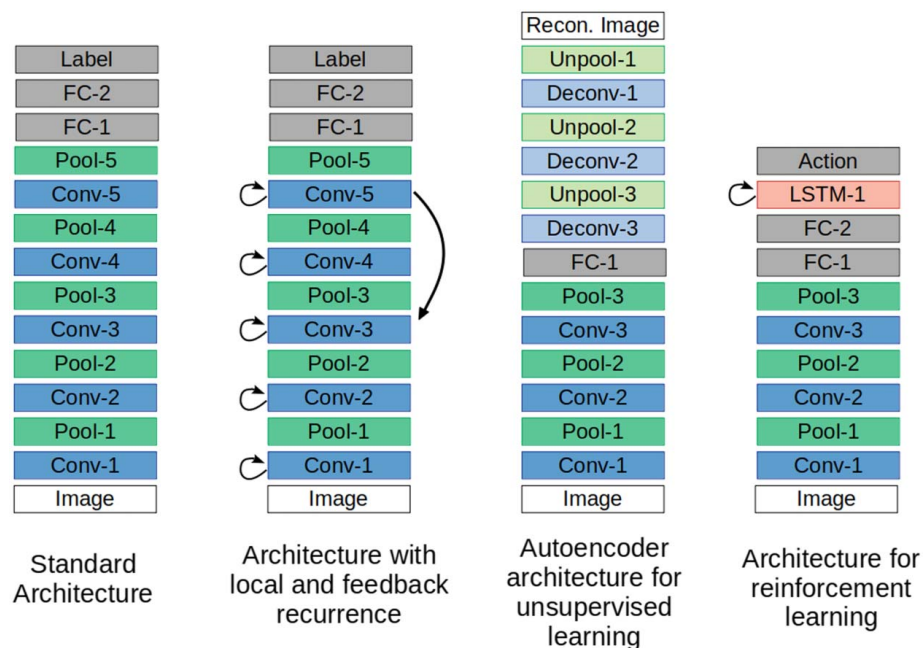 Label
FC-2
FC-1
Pool-5
Conv-5
Pool-4
Conv-4
Pool-3
Conv-3
Pool-2
Conv-2
Pool-1
Conv-1
Image
Standard
Architecture
Label
FC-2
FC-1
Pool-5
Conv-5
Pool-4
Conv-4
Pool-3
Conv-3
Pool-2
Conv-2
Pool-1
Conv-1
Image
Architecture with
local and feedback
recurrence
Recon. Image
Unpool-1
Deconv-1
Unpool-2
Deconv-2
Unpool-3
Deconv-3
FC-1
Pool-3
Conv-3
Pool-2
Conv-2
Pool-1
Conv-1
Image
Autoencoder
architecture for
unsupervised
learning
Action
LSTM-1
FC-2
FC-1
Pool-3
Conv-3
Pool-2
Conv-2
Pool-1
Conv-1
Image
Architecture for
reinforcement
learning